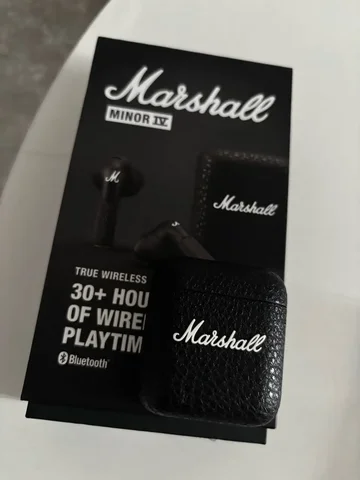 Marshall
MINOR IV
M
Marshall
TRUE WIRELESS
30+ HOU
OF WIREL
PLAYTIM
Bluetooth
Marshall